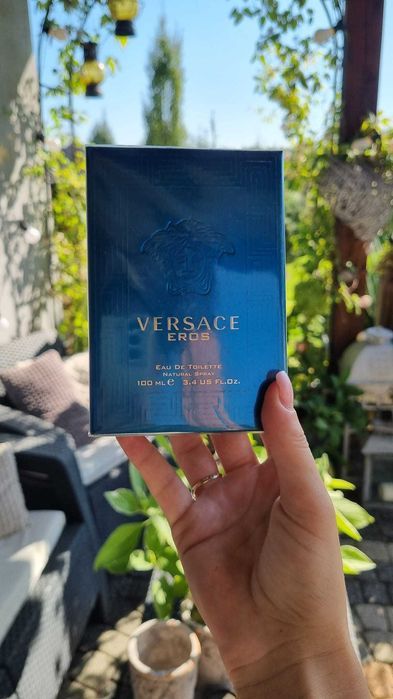 VERSACE
EROS
EAU DE TOILETTE
NATURAL SPRAY
100 ML ℮ 3.4 US FL.OZ.